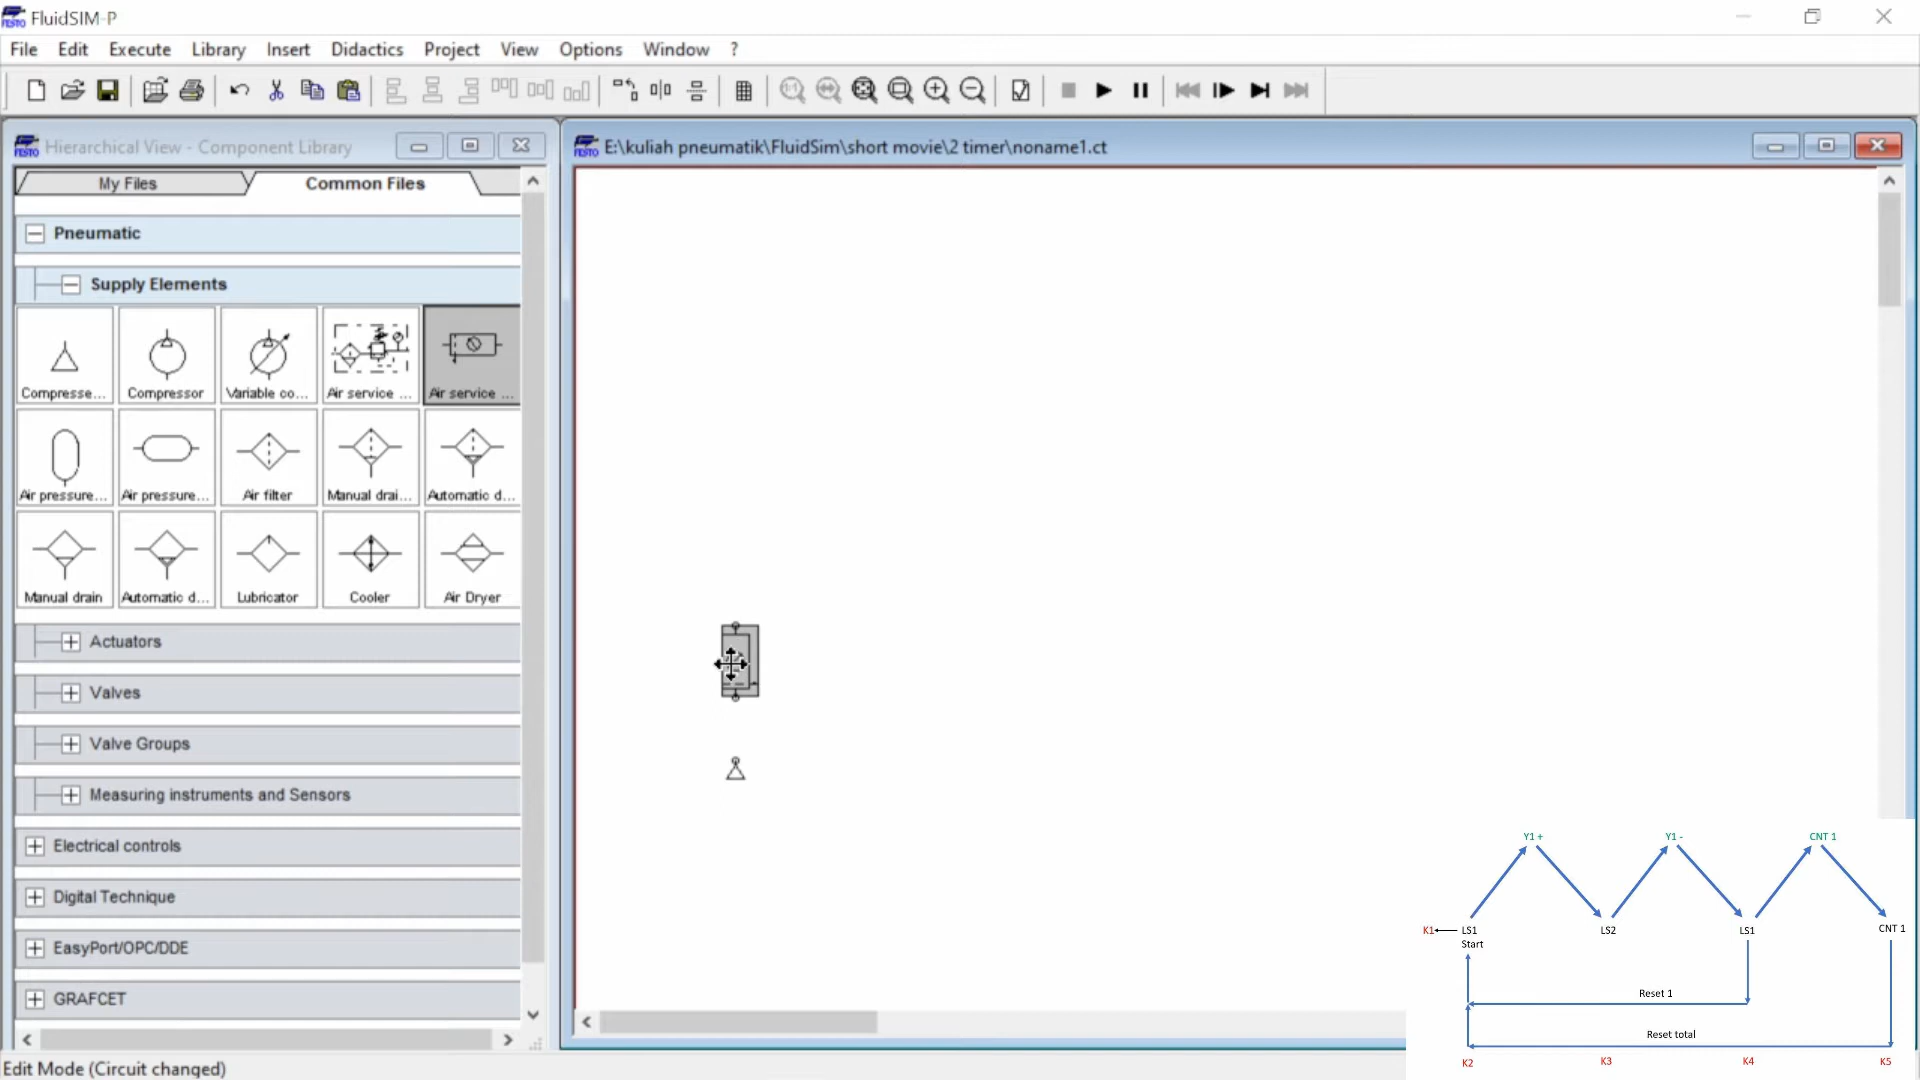 FluidSIM-P
File Edit Execute Library Insert Didactics Project View Options Window ?
Hierarchical View - Component Library
E:\kuliah pneumatik\FluidSim\short movie\2 timer\noname1.ct
My Files Common Files
Pneumatic
Supply Elements
Compresse... Compressor Variable co... Air service ... Air service ...
Air pressure... Air pressure... Air filter Manual drai... Automatic d...
Manual drain Automatic d... Lubricator Cooler Air Dryer
Actuators
Valves
Valve Groups
Measuring instruments and Sensors
Electrical controls
Digital Technique
EasyPort/OPC/DDE
GRAFCET
Edit Mode (Circuit changed)
Y1 + Y1 - CNT 1
K1 LS1 LS2 LS1 CNT 1
Start
Reset 1
Reset total
K2 K3 K4 K5